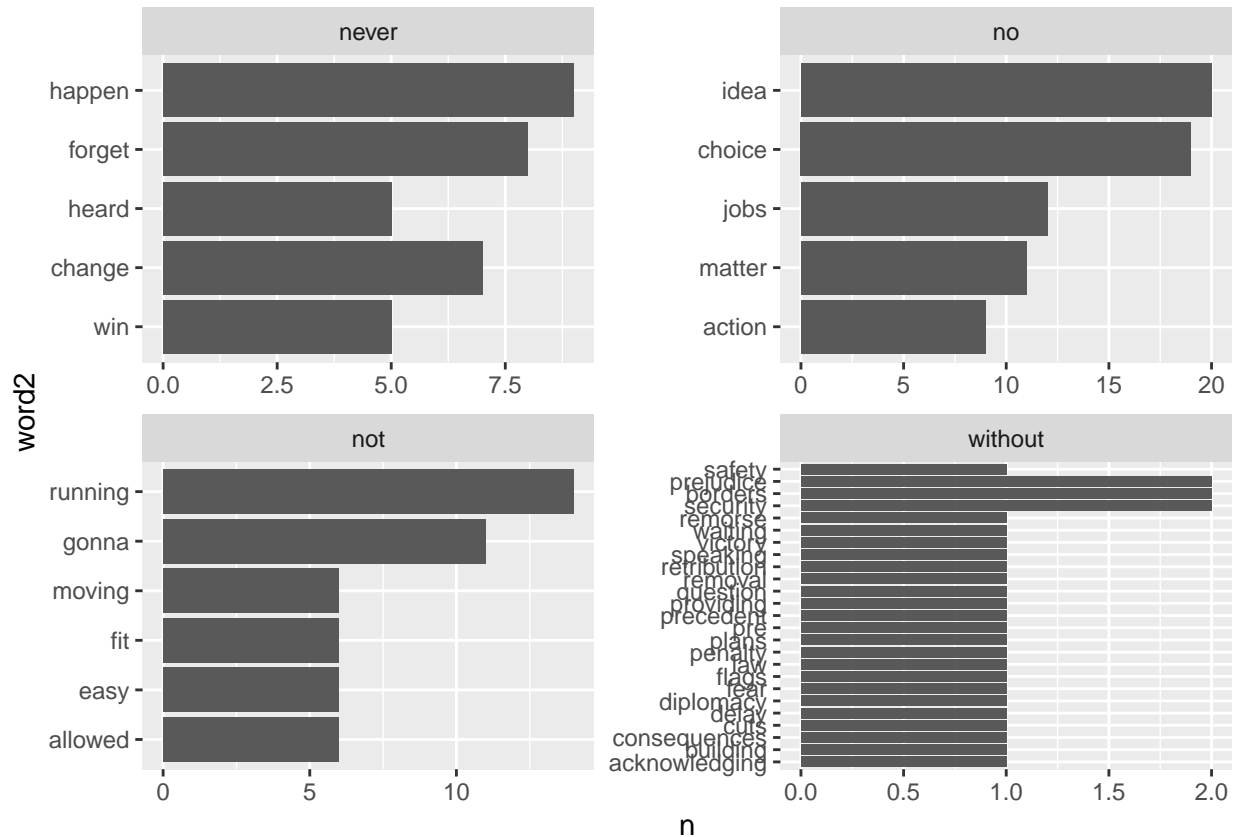 never
happen
forget
heard
change
win
0.0 2.5 5.0 7.5
no
idea
choice
jobs
matter
action
0 5 10 15 20
word2
not
running
gonna
moving
fit
easy
allowed
0 5 10
without
safety
prejudice
borders
security
remorse
waiting
victory
speaking
retribution
removal
question
providing
precedent
pre
plans
penalty
law
flags
fear
diplomacy
delay
cuts
consequences
building
acknowledging
0.0 0.5 1.0 1.5 2.0
n